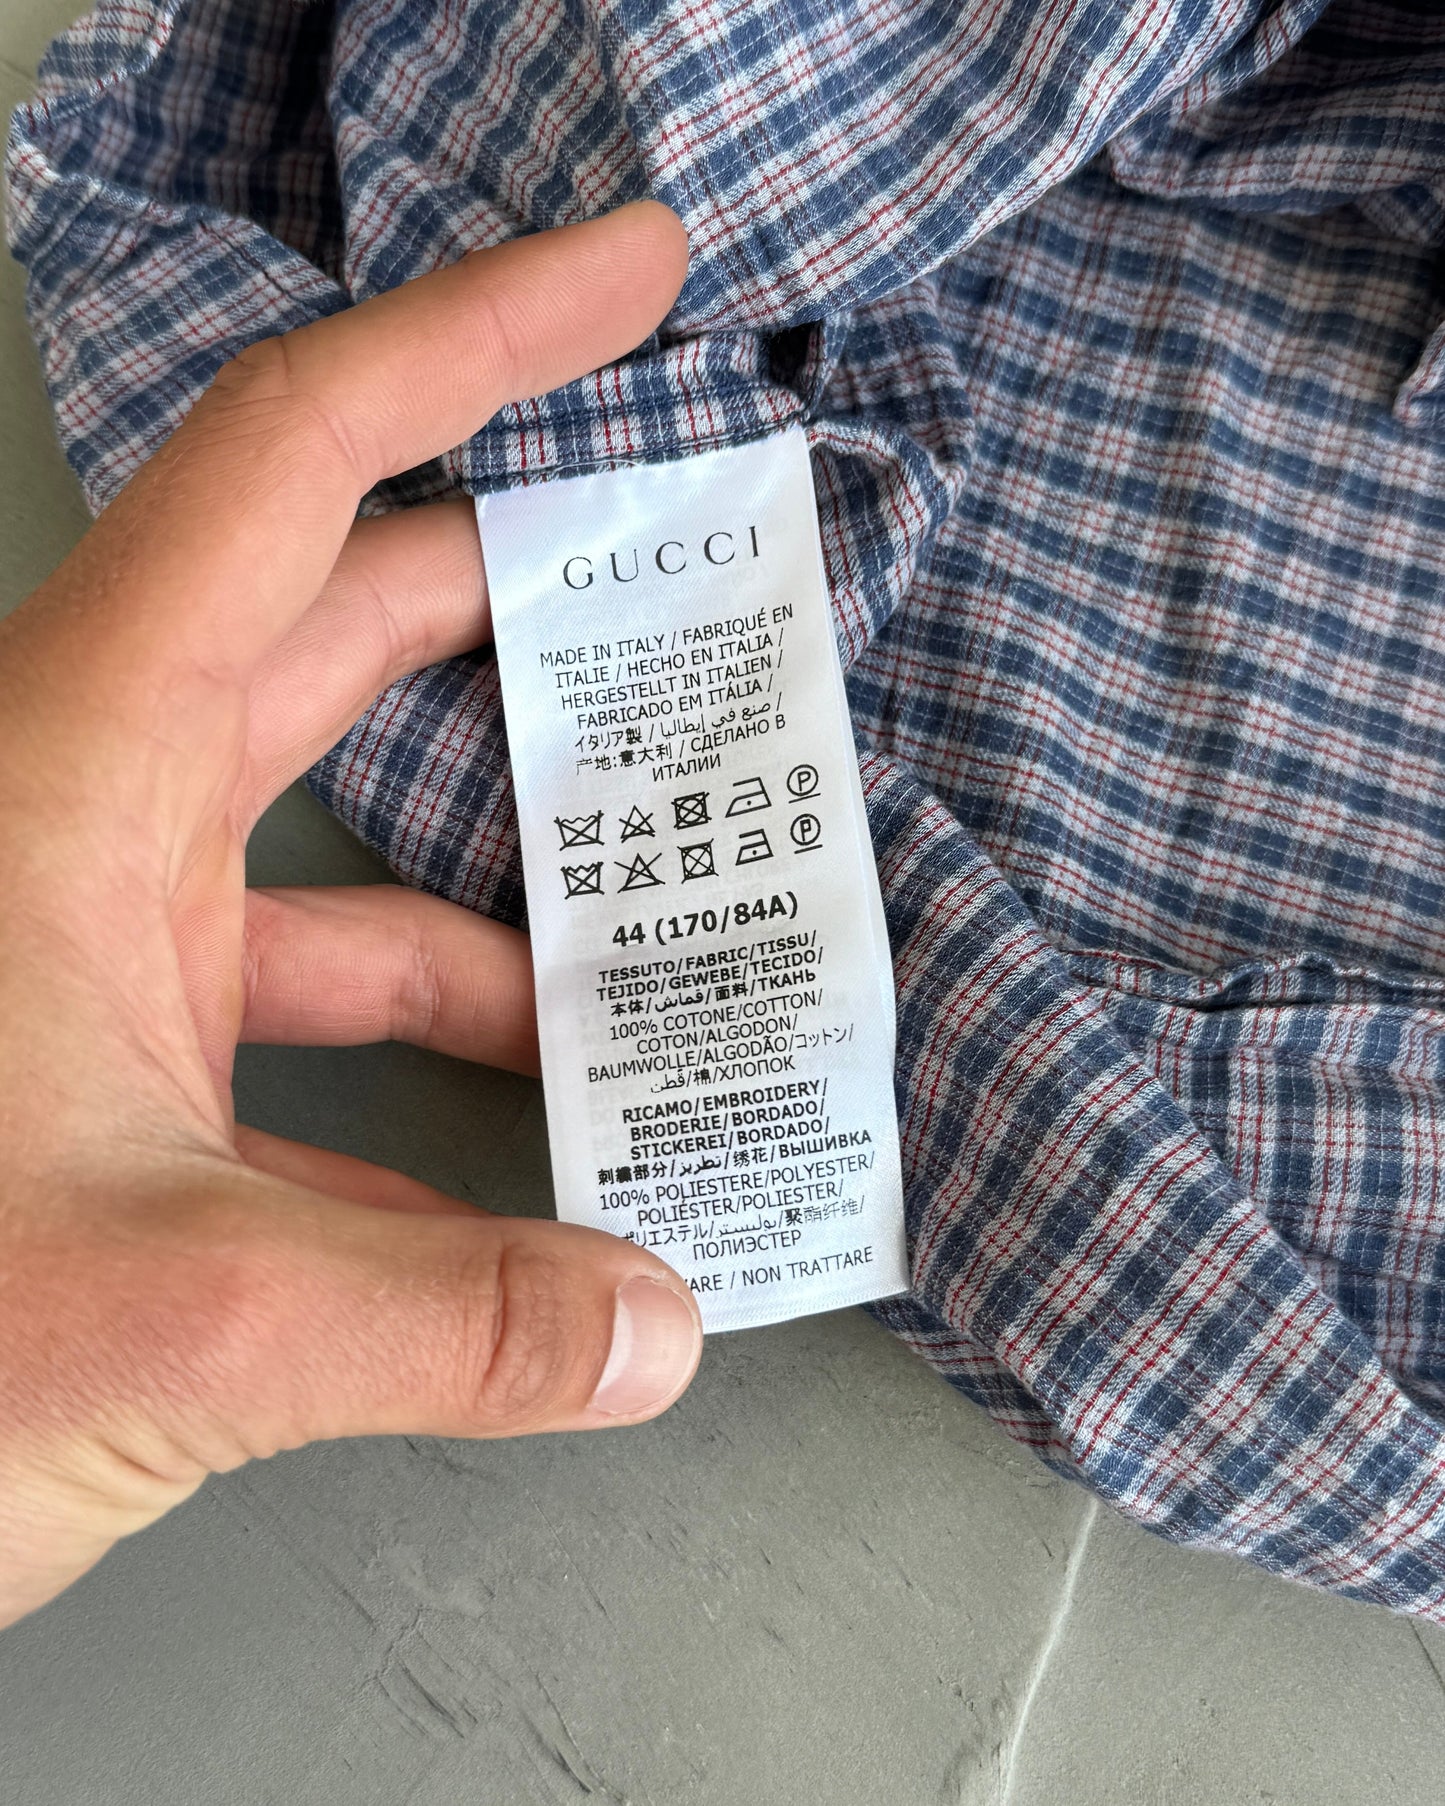 GUCCI
MADE IN ITALY / FABRIQUÉ EN
ITALIE / HECHO EN ITALIA /
HERGESTELLT IN ITALIEN /
FABRICADO EM ITÁLIA /
イタリア製 / صنع في إيطاليا /
产地:意大利 / СДЕЛАНО В
ИТАЛИИ
44 (170/84A)
TESSUTO/FABRIC/TISSU/
TEJIDO/GEWEBE/TECIDO/
本体/قماش/面料/ТКАНЬ
100% COTONE/COTTON/
COTON/ALGODON/
BAUMWOLLE/ALGODÃO/コットン/
قطن/棉/ХЛОПОК
RICAMO/EMBROIDERY/
BRODERIE/BORDADO/
STICKEREI/BORDADO/
刺繍部分/تطريز/绣花/ВЫШИВКА
100% POLIESTERE/POLYESTER/
POLIÉSTER/POLIESTER/
ポリエステル/بوليستر/聚酯纤维/
ПОЛИЭСТЕР
/ NON TRATTARE